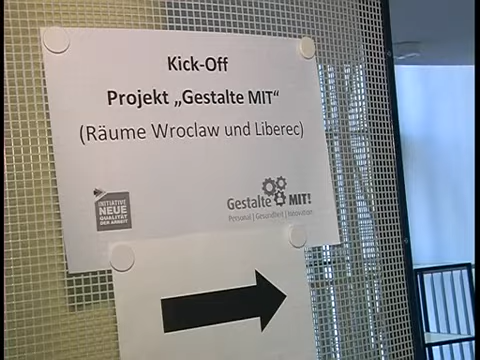 Kick-Off
Projekt „Gestalte MIT“
(Räume Wroclaw und Liberec)
INITIATIVE
NEUE
QUALITÄT
DER ARBEIT
Gestalte MIT!
Personal | Gesundheit | Innovation